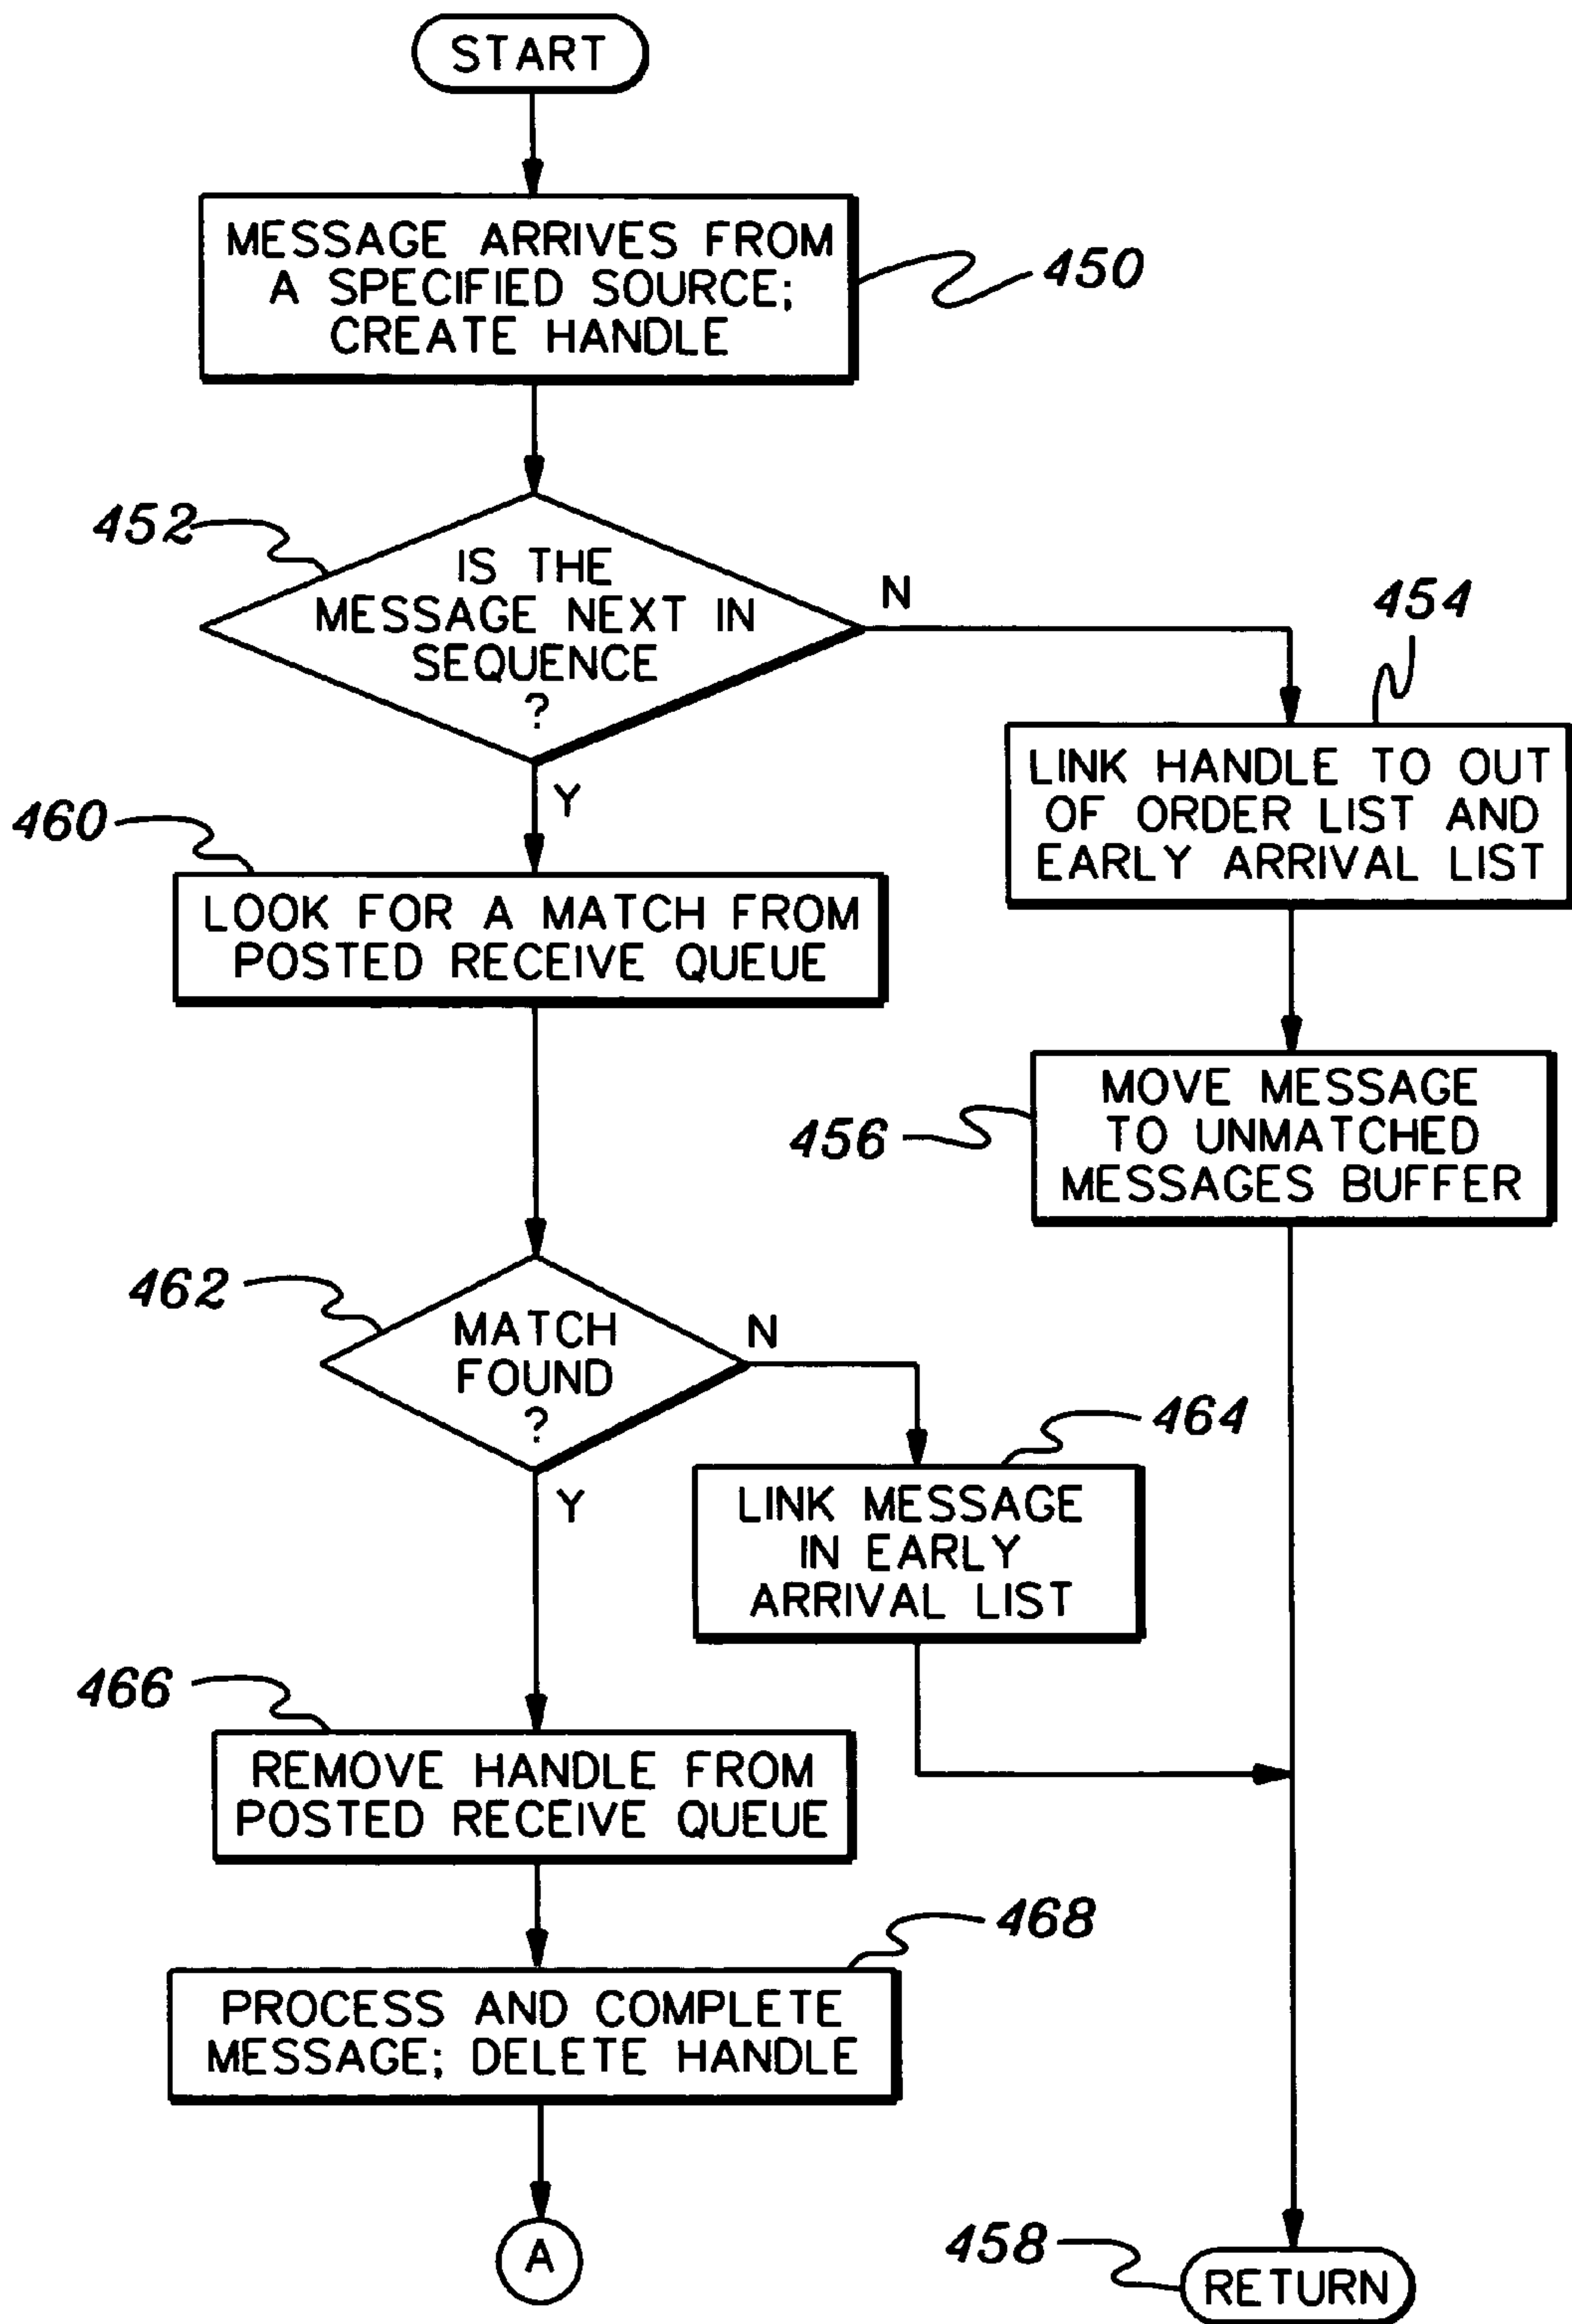 START
MESSAGE ARRIVES FROM
A SPECIFIED SOURCE;
CREATE HANDLE
450
452
IS THE
MESSAGE NEXT IN
SEQUENCE
?
N
Y
454
LINK HANDLE TO OUT
OF ORDER LIST AND
EARLY ARRIVAL LIST
460
LOOK FOR A MATCH FROM
POSTED RECEIVE QUEUE
456
MOVE MESSAGE
TO UNMATCHED
MESSAGES BUFFER
462
MATCH
FOUND
?
N
Y
464
LINK MESSAGE
IN EARLY
ARRIVAL LIST
466
REMOVE HANDLE FROM
POSTED RECEIVE QUEUE
468
PROCESS AND COMPLETE
MESSAGE; DELETE HANDLE
A
458
RETURN